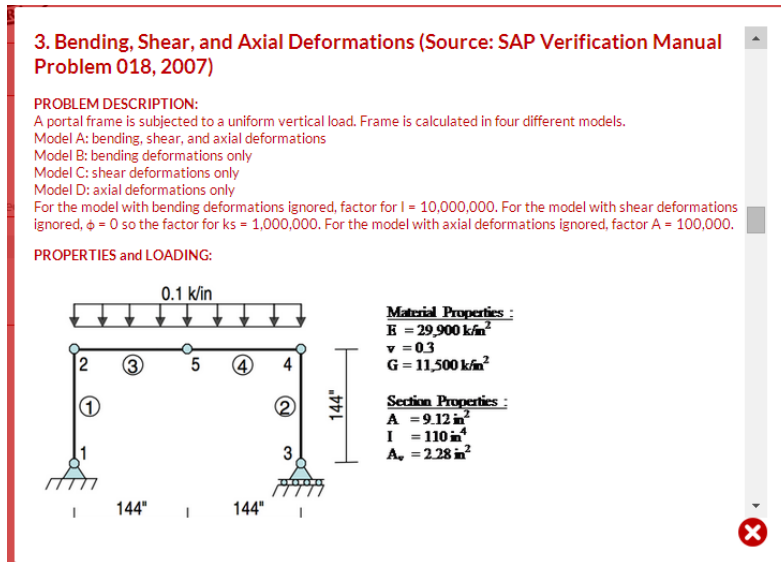 3. Bending, Shear, and Axial Deformations (Source: SAP Verification Manual
Problem 018, 2007)
PROBLEM DESCRIPTION:
A portal frame is subjected to a uniform vertical load. Frame is calculated in four different models.
Model A: bending, shear, and axial deformations
Model B: bending deformations only
Model C: shear deformations only
Model D: axial deformations only
For the model with bending deformations ignored, factor for I = 10,000,000. For the model with shear deformations
ignored, ϕ = 0 so the factor for ks = 1,000,000. For the model with axial deformations ignored, factor A = 100,000.
PROPERTIES and LOADING:
0.1 k/in
2 ③ 5 ④ 4
① ②
144"
1 3
144" 144"
Material Properties :
E = 29,900 k/in²
v = 0.3
G = 11,500 k/in²
Section Properties :
A = 9.12 in²
I = 110 in⁴
Aᵥ = 2.28 in²